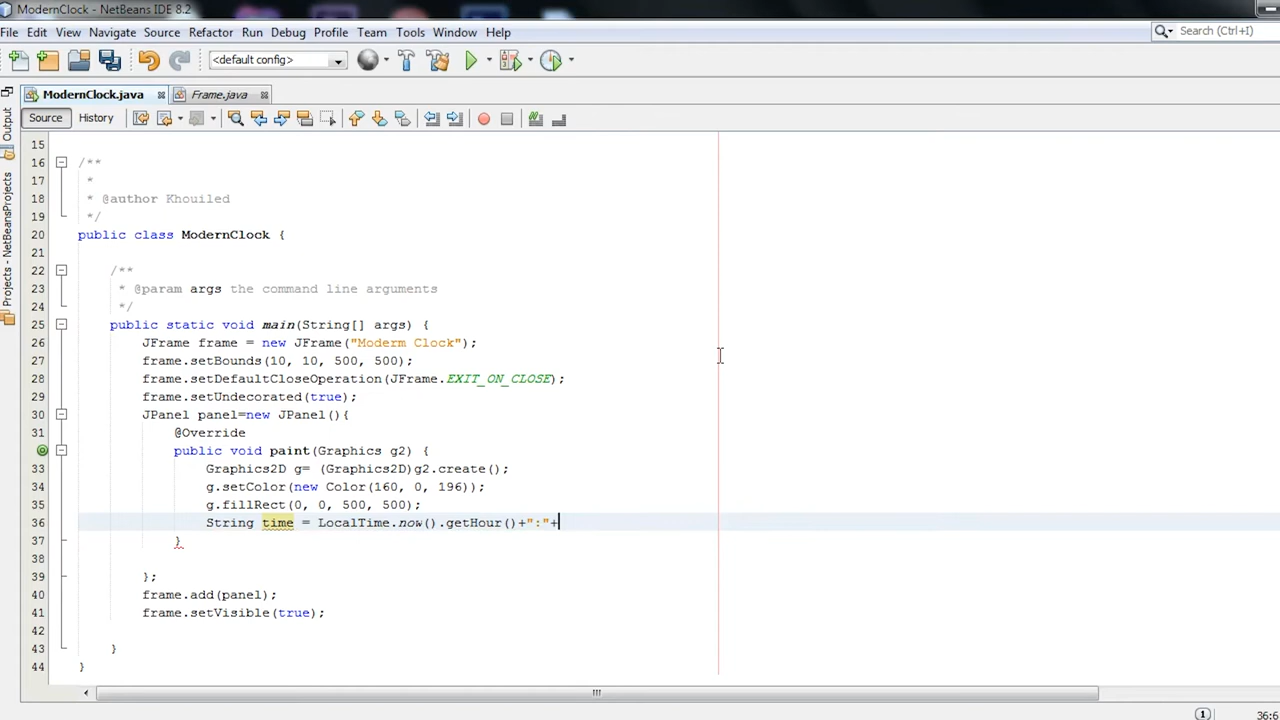 ModernClock - NetBeans IDE 8.2
File Edit View Navigate Source Refactor Run Debug Profile Team Tools Window Help
Search (Ctrl+I)
<default config>
ModernClock.java Frame.java
Source History
Output
Projects - NetBeansProjects
15
16 /**
17 *
18 * @author Khouiled
19 */
20 public class ModernClock {
21
22 /**
23 * @param args the command line arguments
24 */
25 public static void main(String[] args) {
26 JFrame frame = new JFrame("Moderm Clock");
27 frame.setBounds(10, 10, 500, 500);
28 frame.setDefaultCloseOperation(JFrame.EXIT_ON_CLOSE);
29 frame.setUndecorated(true);
30 JPanel panel=new JPanel(){
31 @Override
32 public void paint(Graphics g2) {
33 Graphics2D g= (Graphics2D)g2.create();
34 g.setColor(new Color(160, 0, 196));
35 g.fillRect(0, 0, 500, 500);
36 String time = LocalTime.now().getHour()+":"+
37 }
38
39 };
40 frame.add(panel);
41 frame.setVisible(true);
42
43 }
44 }
1 36:6